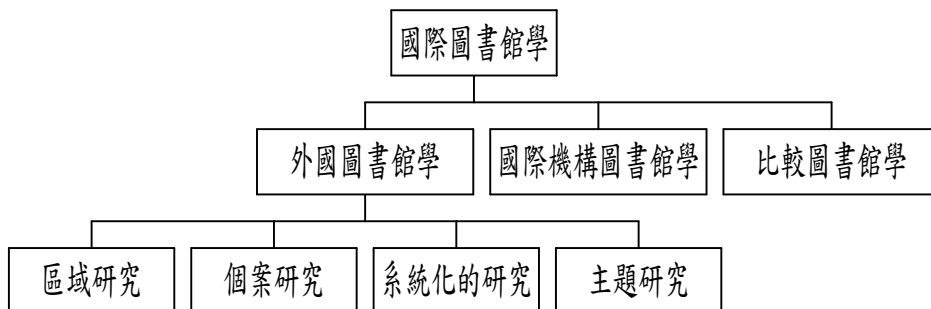 國際圖書館學
外國圖書館學
國際機構圖書館學
比較圖書館學
區域研究
個案研究
系統化的研究
主題研究